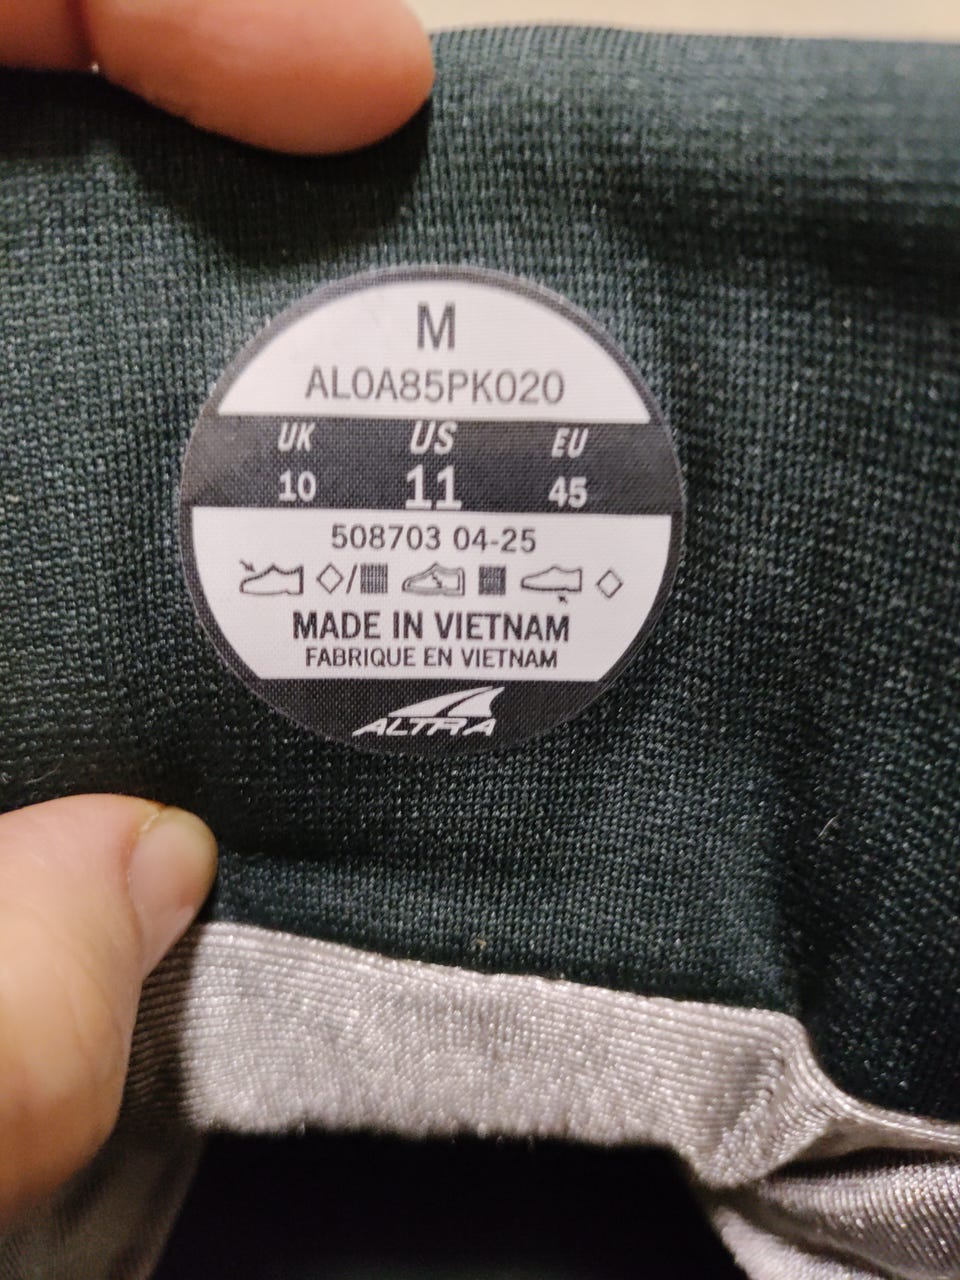 M
AL0A85PK020
UK US EU
10 11 45
508703 04-25
/
MADE IN VIETNAM
FABRIQUE EN VIETNAM
ALTRA